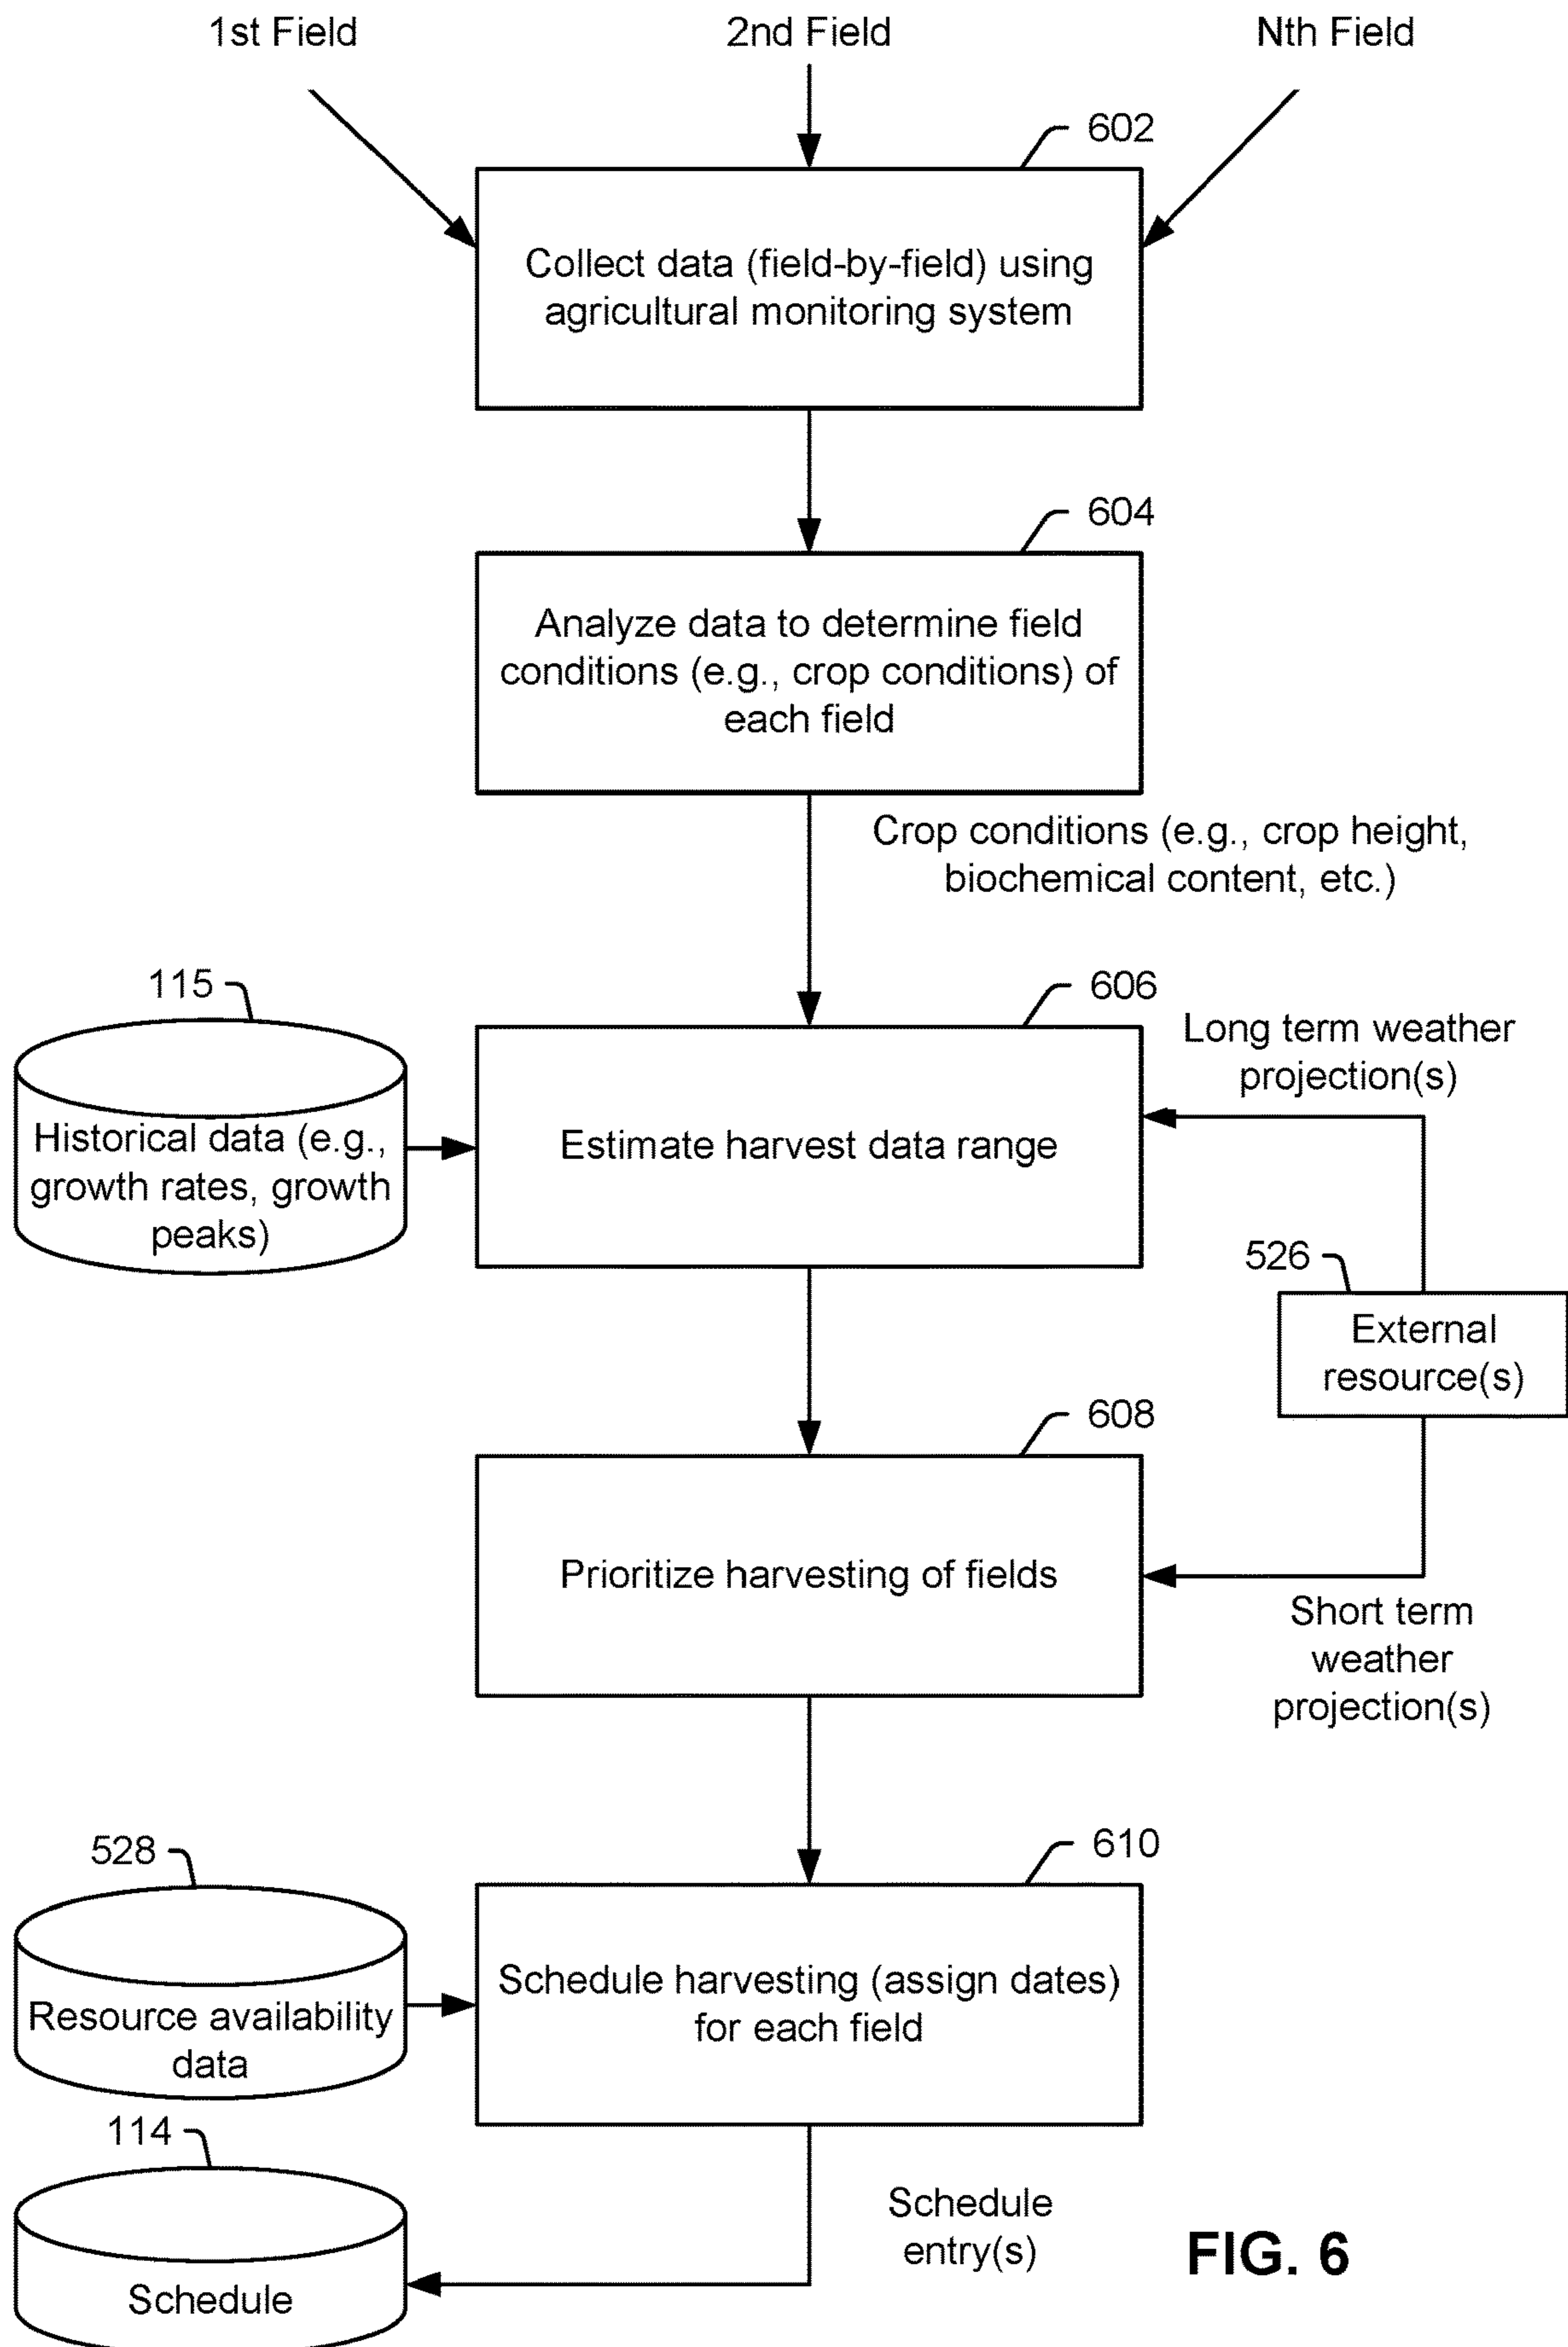 1st Field
2nd Field
Nth Field
602
Collect data (field-by-field) using
agricultural monitoring system
604
Analyze data to determine field
conditions (e.g., crop conditions) of
each field
Crop conditions (e.g., crop height,
biochemical content, etc.)
115
606
Long term weather
projection(s)
Historical data (e.g.,
growth rates, growth
peaks)
Estimate harvest data range
526
External
resource(s)
608
Prioritize harvesting of fields
Short term
weather
projection(s)
528
610
Resource availability
data
Schedule harvesting (assign dates)
for each field
114
Schedule
entry(s)
Schedule
FIG. 6